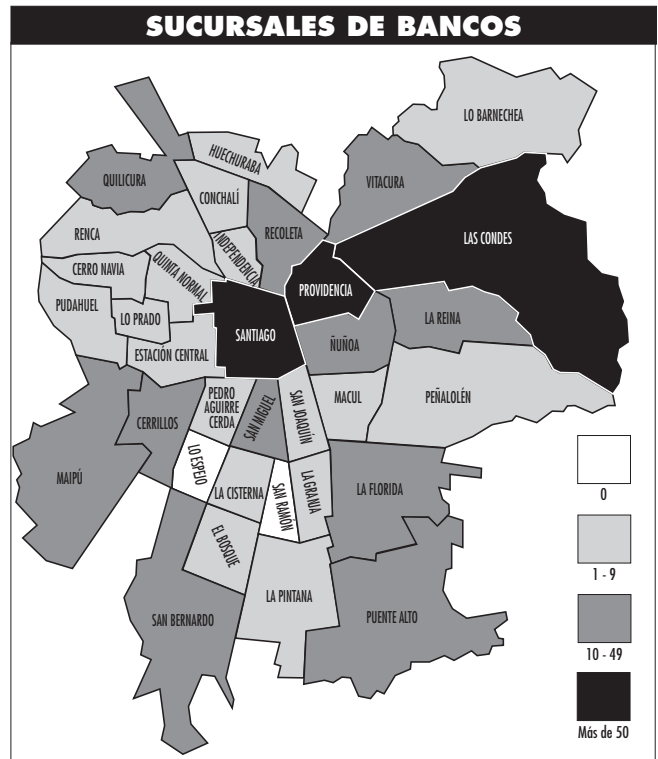 SUCURSALES DE BANCOS
LO BARNECHEA
HUECHURABA
QUILICURA
VITACURA
CONCHALÍ
RENCA
INDEPENDENCIA
RECOLETA
LAS CONDES
CERRO NAVIA
QUINTA NORMAL
PROVIDENCIA
PUDAHUEL
LO PRADO
SANTIAGO
LA REINA
ÑUÑOA
ESTACIÓN CENTRAL
PEDRO
AGUIRRE
CERDA
SAN MIGUEL
SAN JOAQUÍN
MACUL
PEÑALOLÉN
CERRILLOS
MAIPÚ
LO ESPEJO
LA CISTERNA
SAN RAMÓN
LA GRANJA
LA FLORIDA
EL BOSQUE
LA PINTANA
SAN BERNARDO
PUENTE ALTO
0
1 - 9
10 - 49
Más de 50